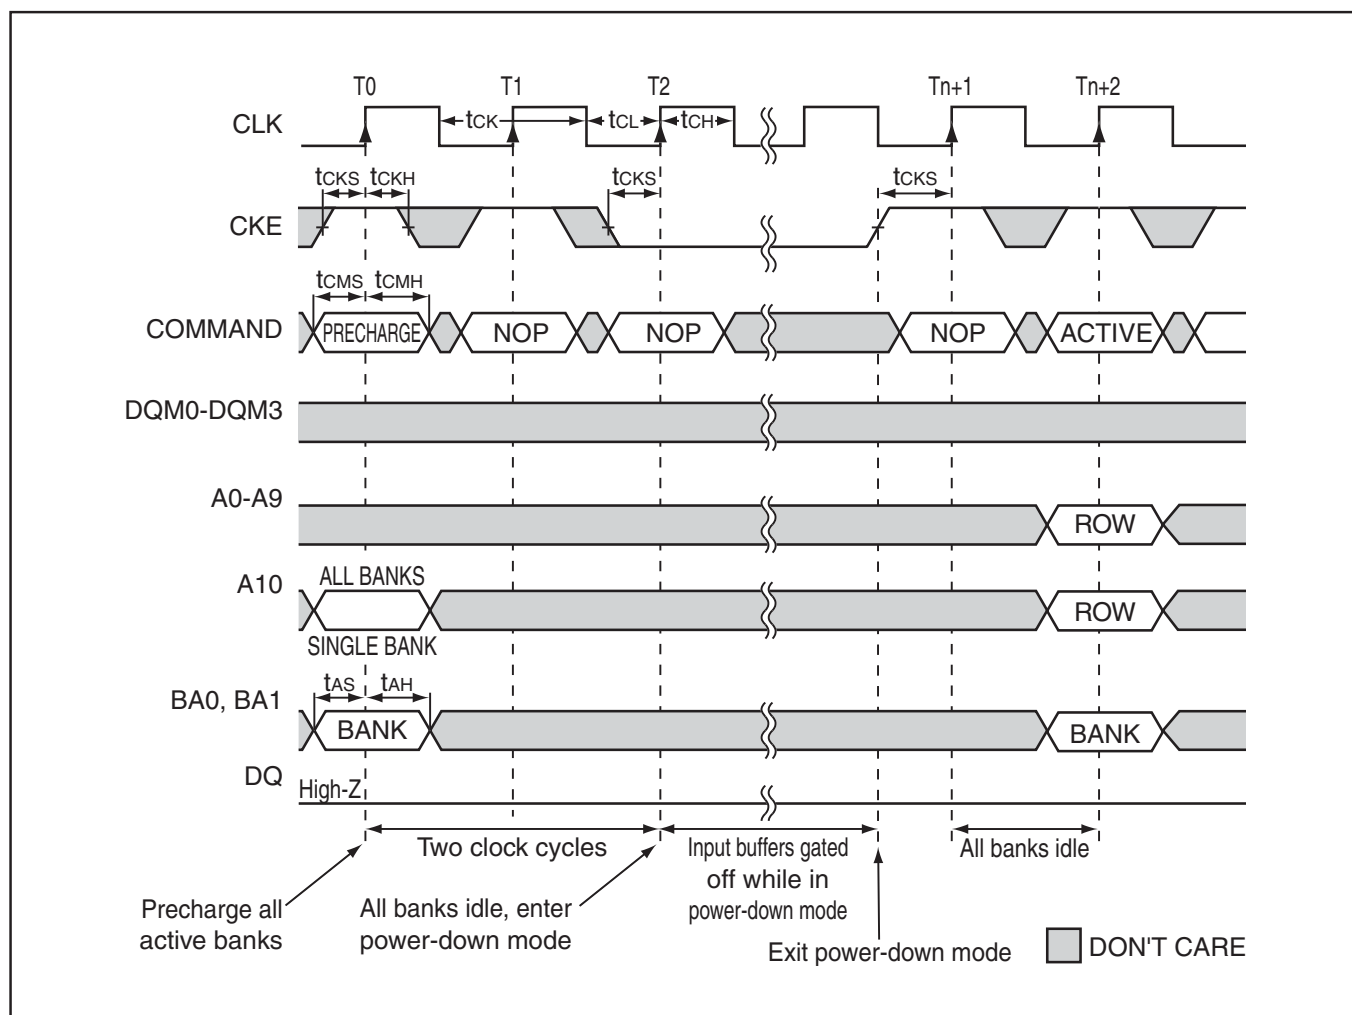 T0 T1 T2 Tn+1 Tn+2
CLK tCK tCL tCH
tCKS tCKH tCKS tCKS
CKE
tCMS tCMH
COMMAND PRECHARGE NOP NOP NOP ACTIVE
DQM0-DQM3
A0-A9 ROW
ALL BANKS
A10 ROW
SINGLE BANK
tAS tAH
BA0, BA1 BANK BANK
DQ
High-Z
Two clock cycles
Input buffers gated
off while in
power-down mode
All banks idle
Precharge all
active banks
All banks idle, enter
power-down mode
Exit power-down mode
DON'T CARE